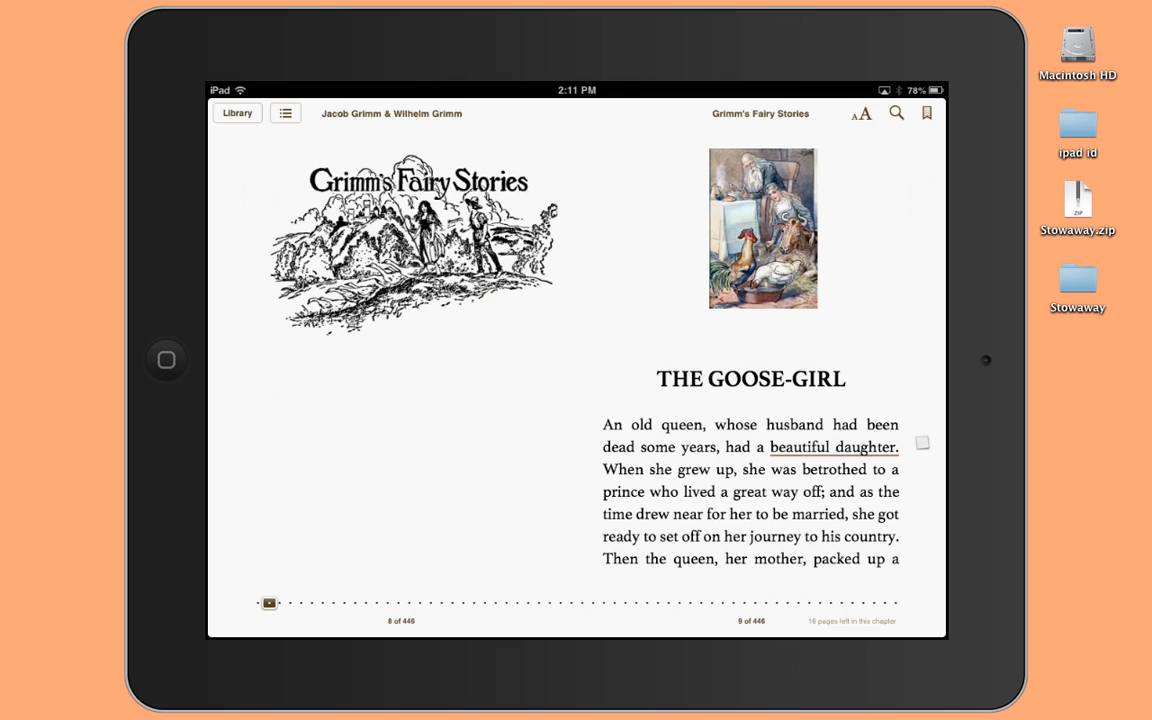 iPad
2:11 PM
78%
Library
Jacob Grimm & Wilhelm Grimm
Grimm's Fairy Stories
AA
Grimm's Fairy Stories
THE GOOSE-GIRL
An old queen, whose husband had been
dead some years, had a beautiful daughter.
When she grew up, she was betrothed to a
prince who lived a great way off; and as the
time drew near for her to be married, she got
ready to set off on her journey to his country.
Then the queen, her mother, packed up a
8 of 446
9 of 446
16 pages left in this chapter
Macintosh HD
ipad id
ZIP
Stowaway.zip
Stowaway